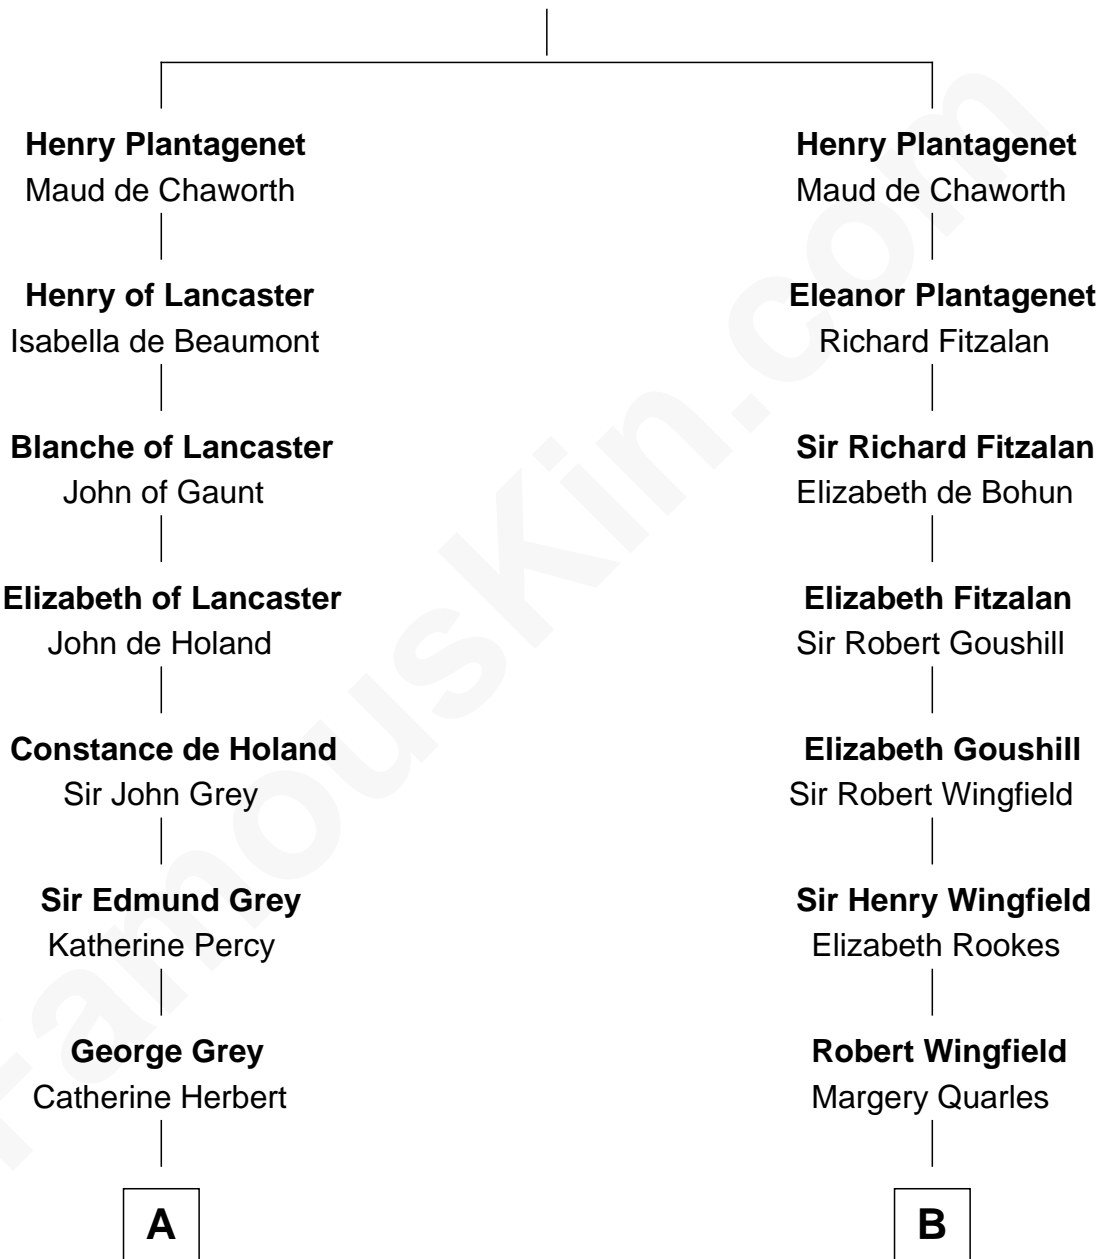 Henry Plantagenet
Maud de Chaworth
Henry of Lancaster
Isabella de Beaumont
Blanche of Lancaster
John of Gaunt
Elizabeth of Lancaster
John de Holand
Constance de Holand
Sir John Grey
Sir Edmund Grey
Katherine Percy
George Grey
Catherine Herbert
A
Henry Plantagenet
Maud de Chaworth
Eleanor Plantagenet
Richard Fitzalan
Sir Richard Fitzalan
Elizabeth de Bohun
Elizabeth Fitzalan
Sir Robert Goushill
Elizabeth Goushill
Sir Robert Wingfield
Sir Henry Wingfield
Elizabeth Rookes
Robert Wingfield
Margery Quarles
B
FamousKin.com